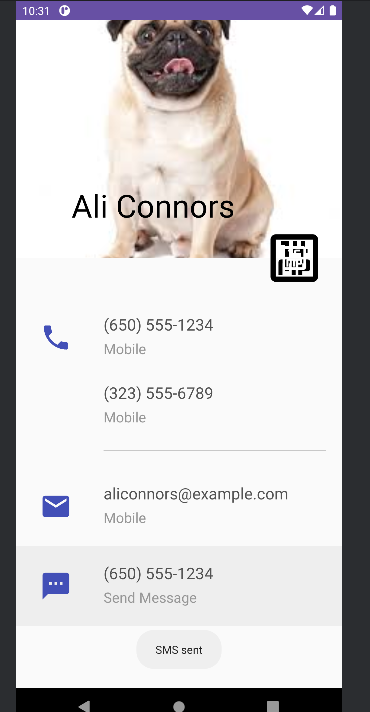 10:31
Ali Connors
(650) 555-1234
Mobile
(323) 555-6789
Mobile
aliconnors@example.com
Mobile
(650) 555-1234
Send Message
SMS sent